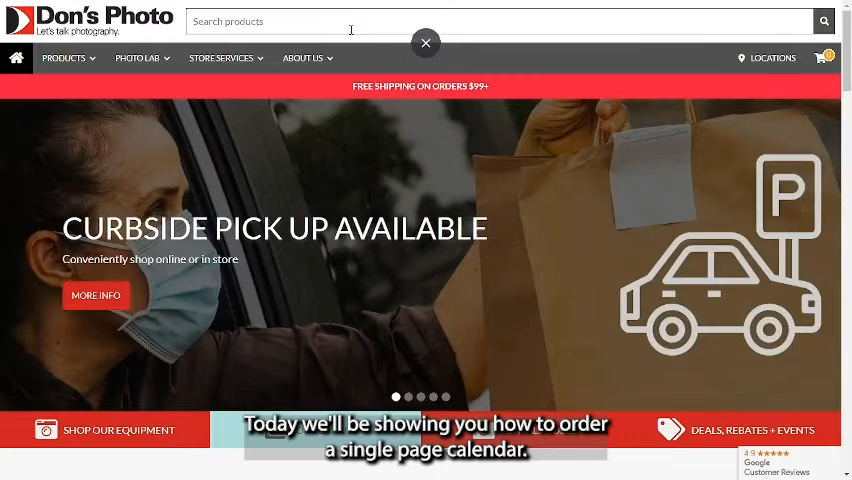 Don's Photo
Let's talk photography.
Search products
PRODUCTS
PHOTO LAB
STORE SERVICES
ABOUT US
LOCATIONS
0
FREE SHIPPING ON ORDERS $99+
CURBSIDE PICK UP AVAILABLE
Conveniently shop online or in store
MORE INFO
P
SHOP OUR EQUIPMENT
DEALS, REBATES + EVENTS
Today we'll be showing you how to order
a single page calendar.
4.9 ★★★★★
Google
Customer Reviews